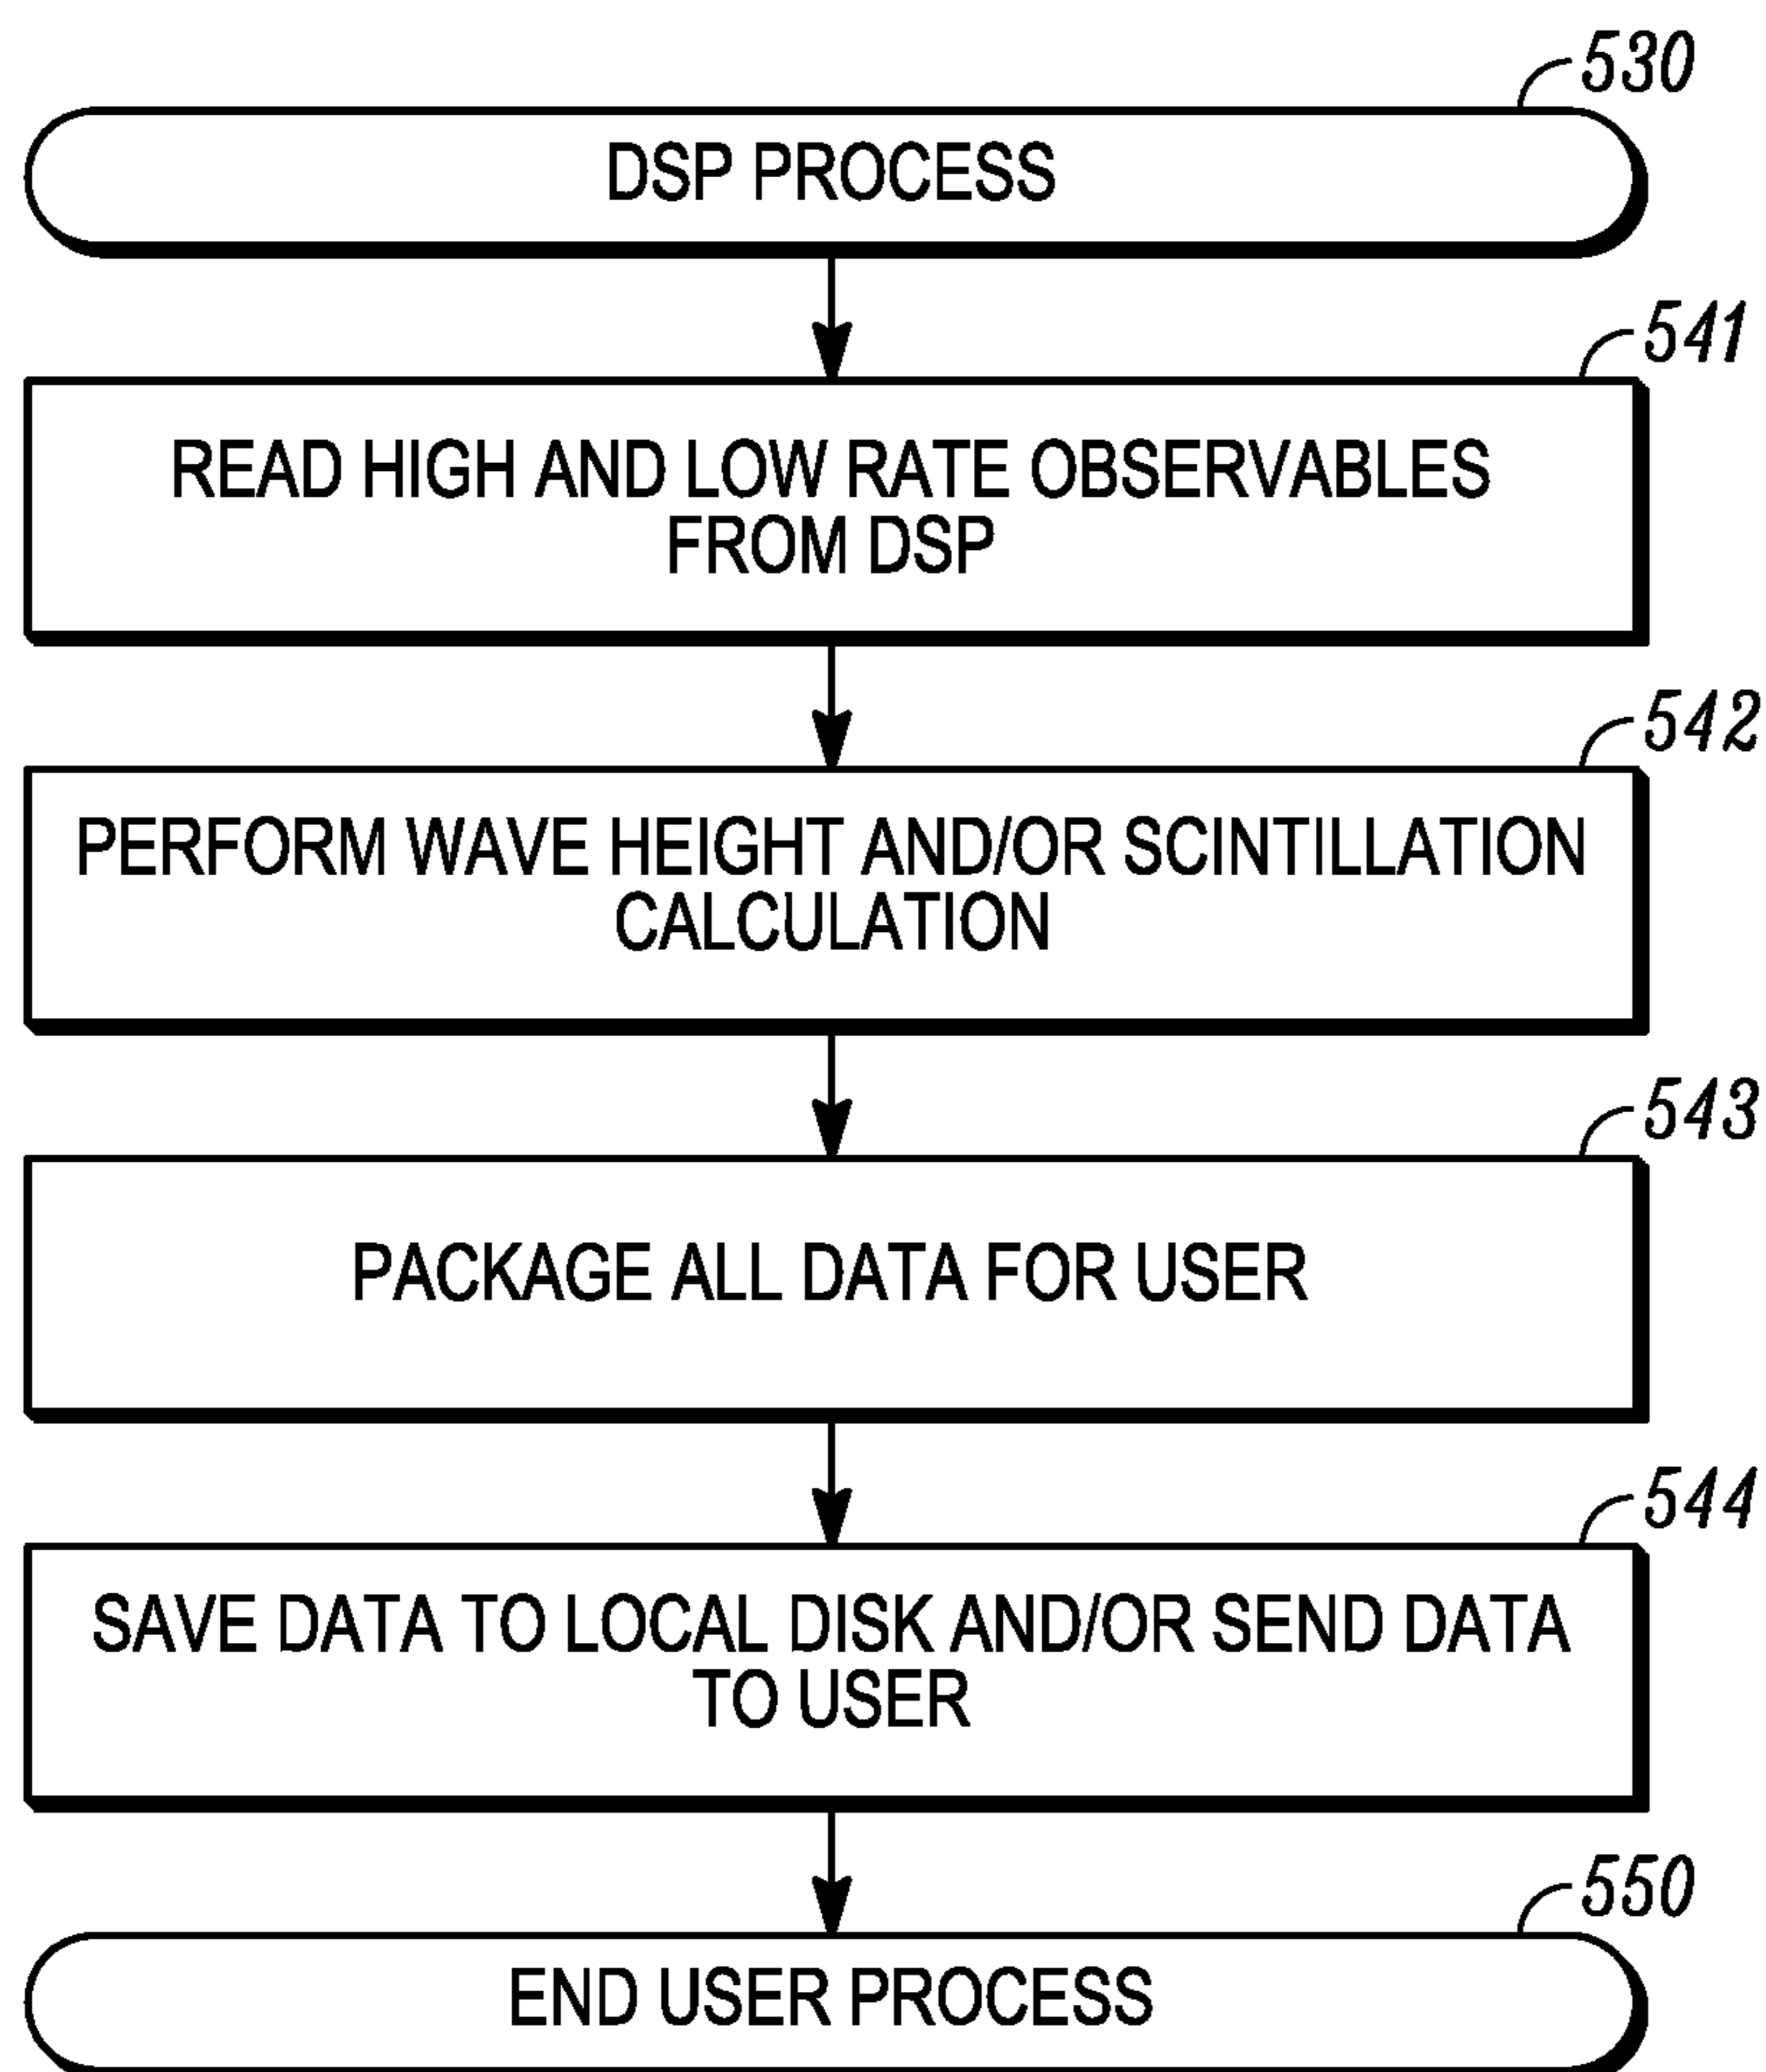 530
DSP PROCESS
541
READ HIGH AND LOW RATE OBSERVABLES
FROM DSP
542
PERFORM WAVE HEIGHT AND/OR SCINTILLATION
CALCULATION
543
PACKAGE ALL DATA FOR USER
544
SAVE DATA TO LOCAL DISK AND/OR SEND DATA
TO USER
550
END USER PROCESS